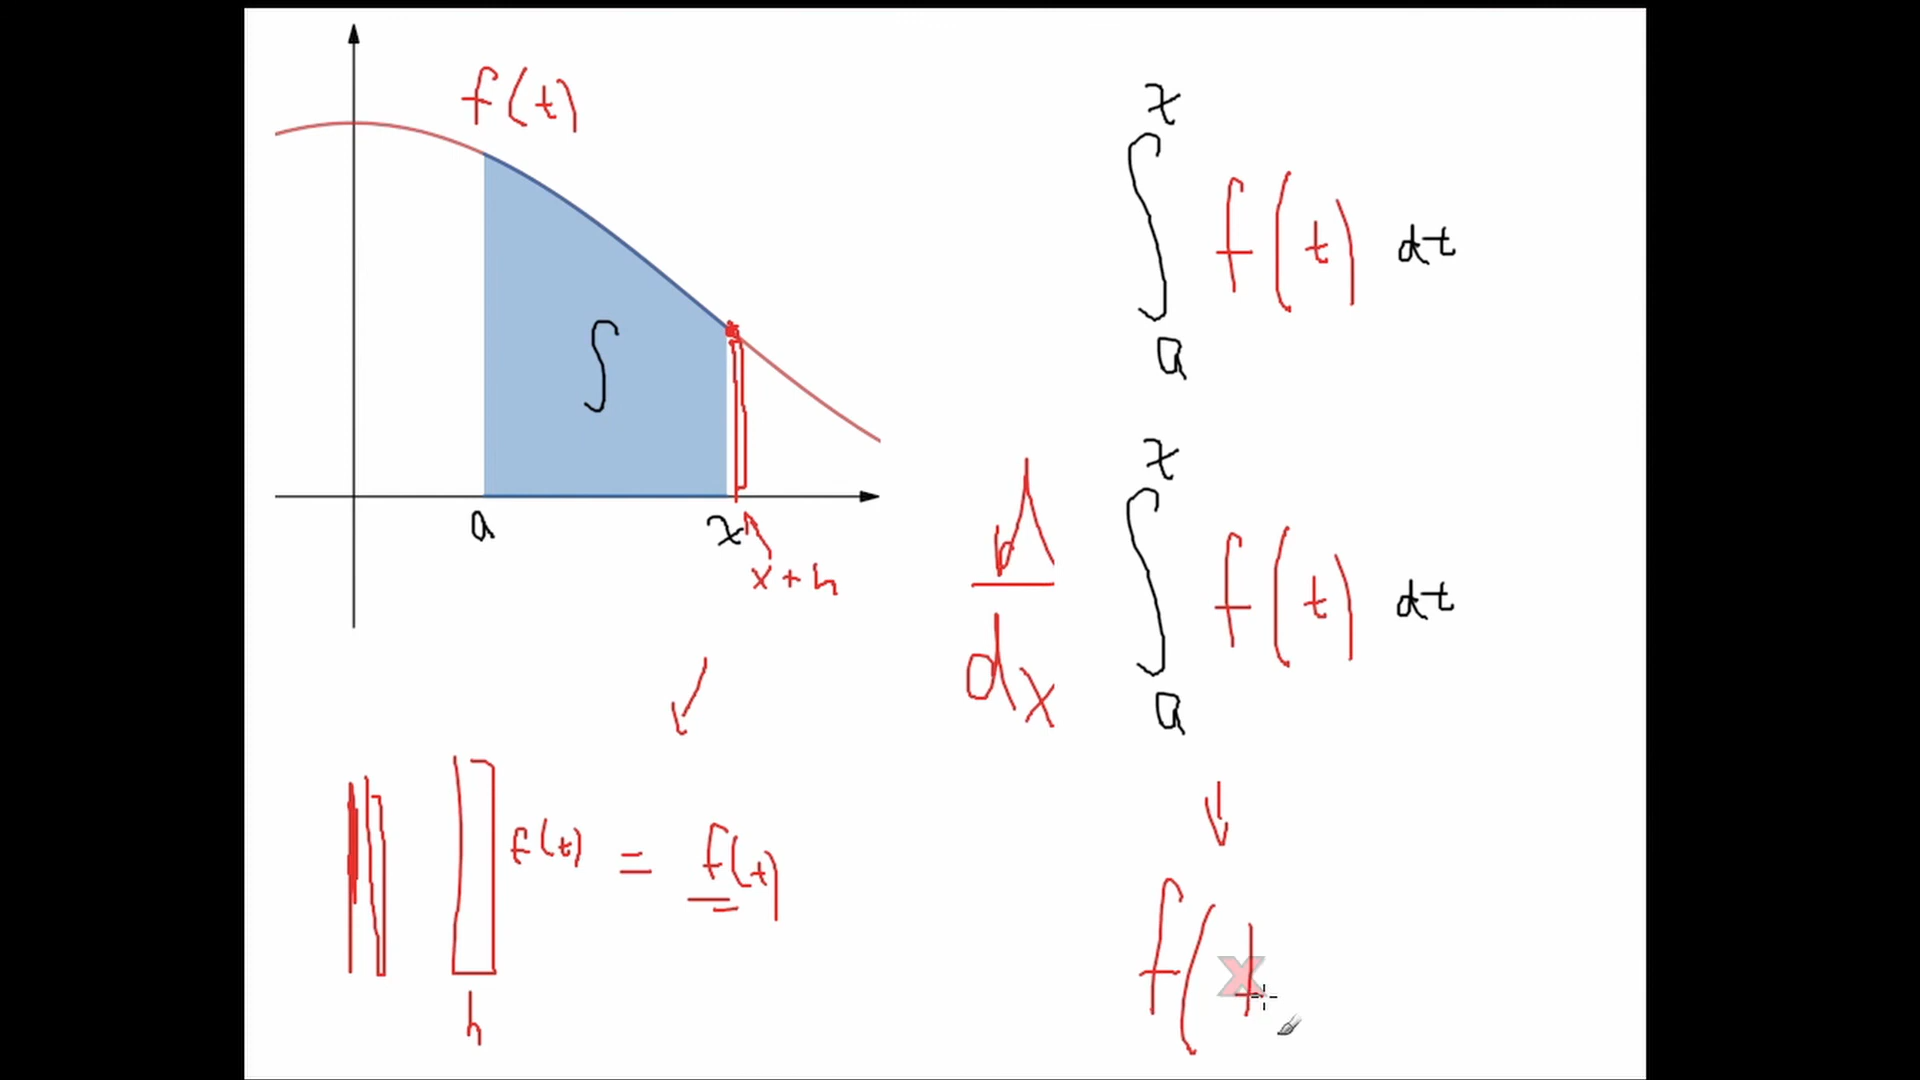 f(t)
∫
a
x
x + h
f(t) = f(t)
h
x
∫ f(t) dt
a
x
d/dx ∫ f(t) dt
a
f( t
x